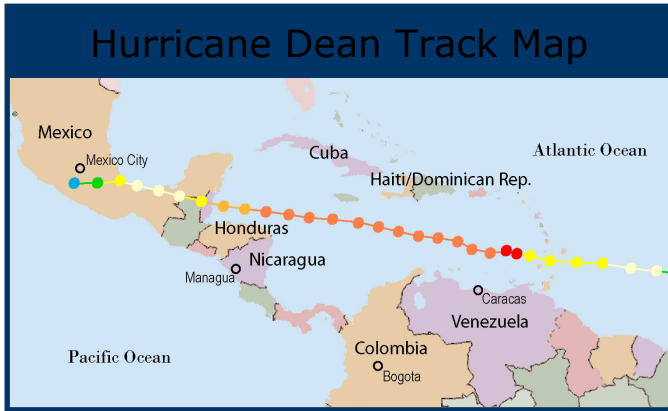 Hurricane Dean Track Map
Mexico
Mexico City
Cuba
Atlantic Ocean
Haiti/Dominican Rep.
Honduras
Nicaragua
Managua
Caracas
Venezuela
Pacific Ocean
Colombia
Bogota